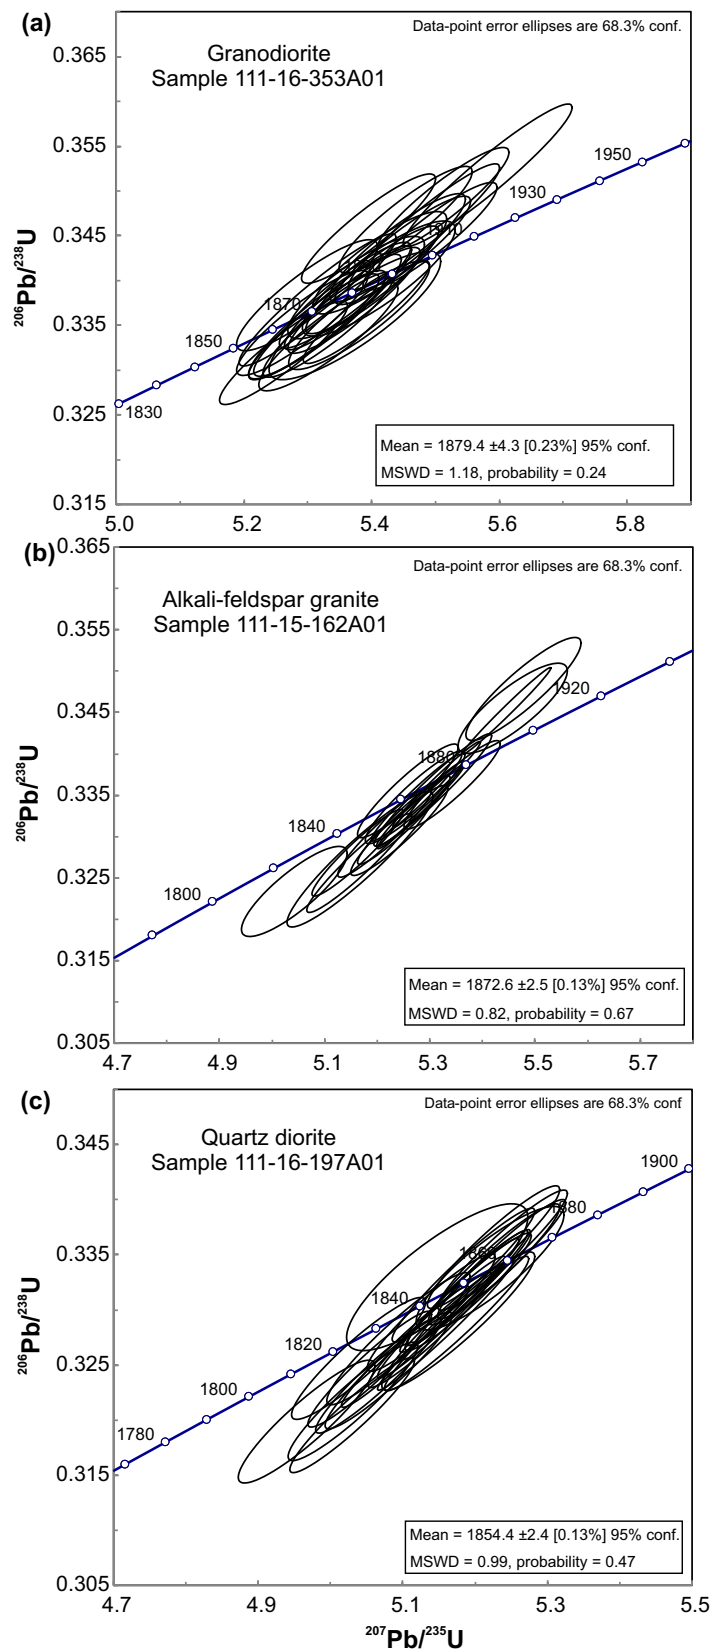 (a)
Data-point error ellipses are 68.3% conf.
Granodiorite
Sample 111-16-353A01
0.365
0.355
0.345
0.335
0.325
0.315
206Pb/238U
1950
1930
1910
1870
1850
1830
Mean = 1879.4 ±4.3 [0.23%] 95% conf.
MSWD = 1.18, probability = 0.24
5.0 5.2 5.4 5.6 5.8
(b)
Data-point error ellipses are 68.3% conf.
Alkali-feldspar granite
Sample 111-15-162A01
0.365
0.355
0.345
0.335
0.325
0.315
0.305
206Pb/238U
1920
1880
1840
1800
Mean = 1872.6 ±2.5 [0.13%] 95% conf.
MSWD = 0.82, probability = 0.67
4.7 4.9 5.1 5.3 5.5 5.7
(c)
Data-point error ellipses are 68.3% conf
Quartz diorite
Sample 111-16-197A01
0.345
0.335
0.325
0.315
0.305
206Pb/238U
1900
1880
1860
1840
1820
1800
1780
Mean = 1854.4 ±2.4 [0.13%] 95% conf.
MSWD = 0.99, probability = 0.47
4.7 4.9 5.1 5.3 5.5
207Pb/235U